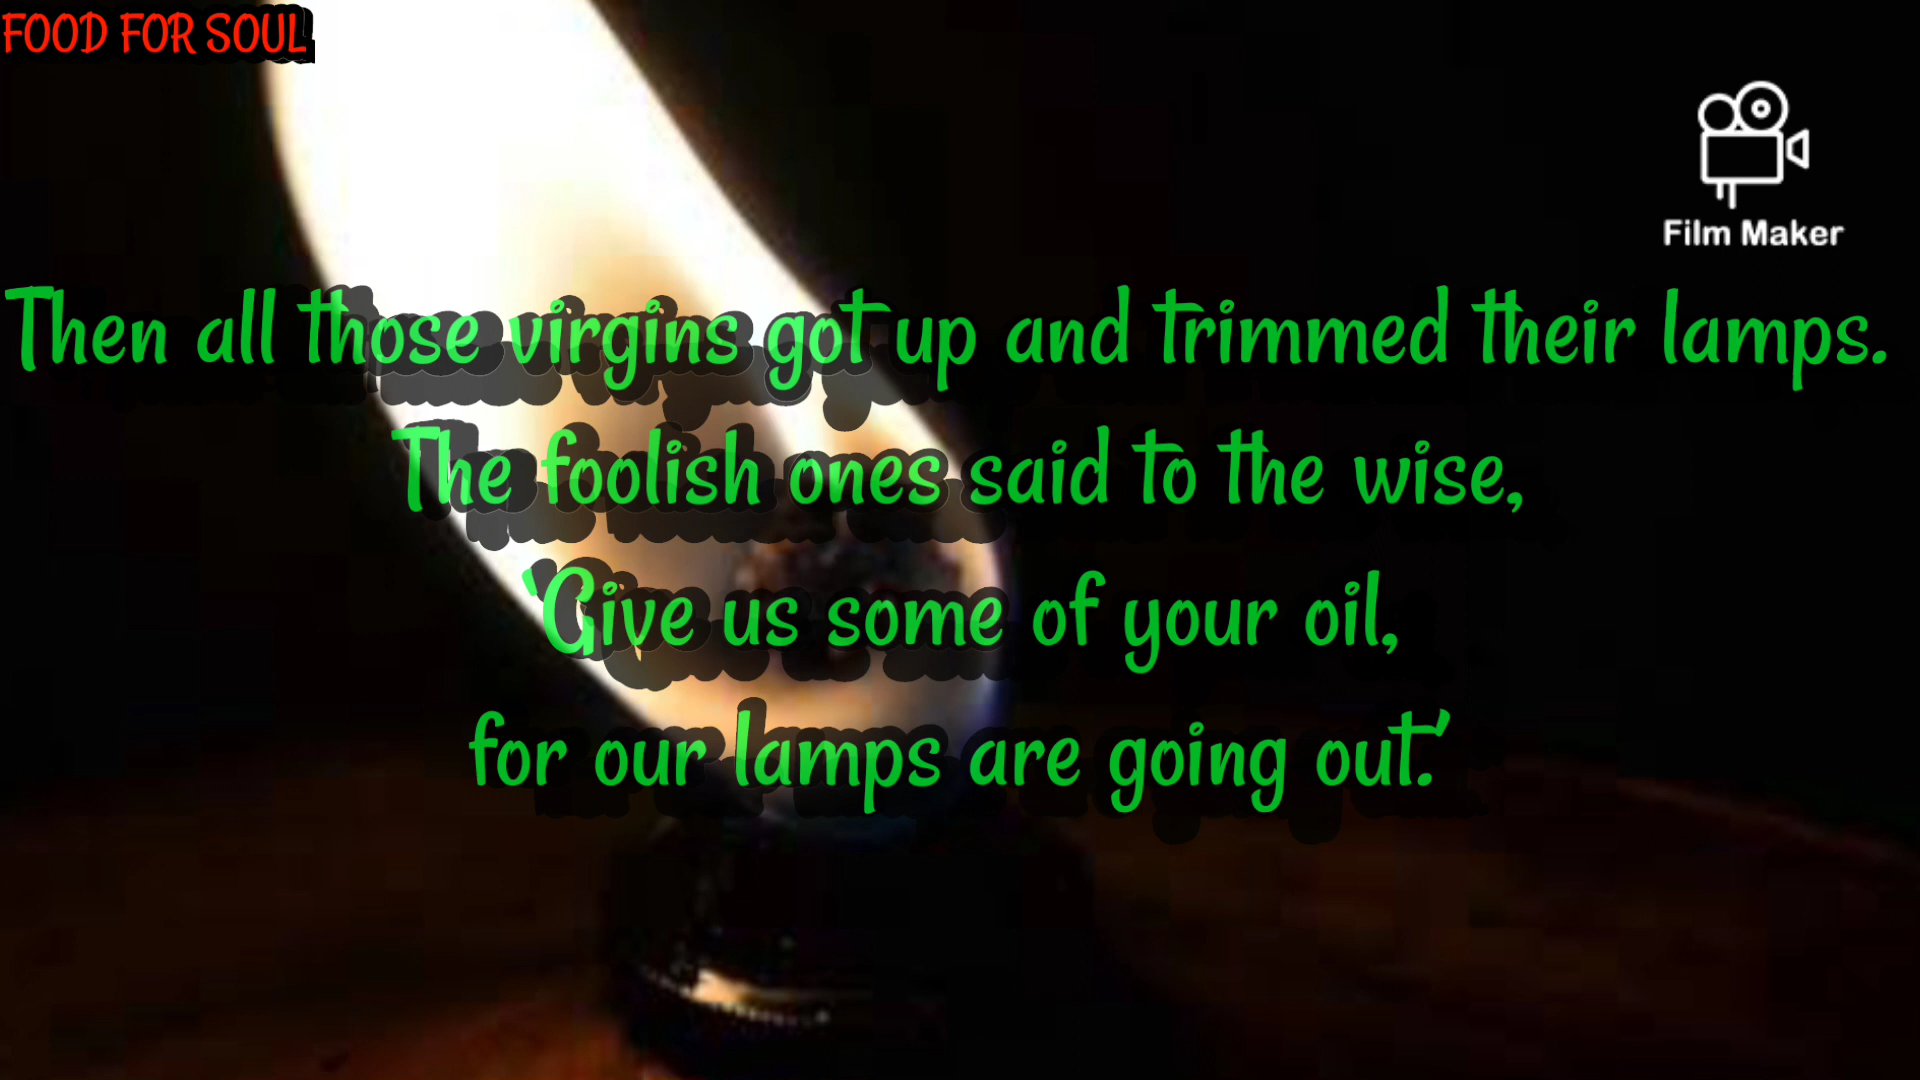 FOOD FOR SOUL
Film Maker
Then all those virgins got up and trimmed their lamps.
The foolish ones said to the wise,
‘Give us some of your oil,
for our lamps are going out.’